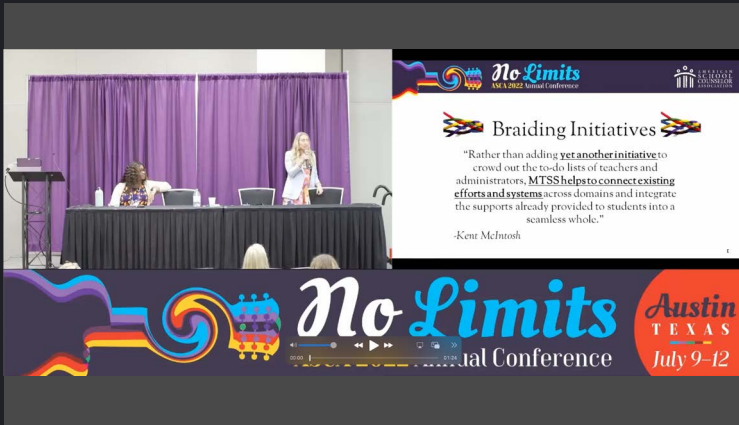 No Limits
ASCA 2022 Annual Conference
AMERICAN
SCHOOL
COUNSELOR
ASSOCIATION
Braiding Initiatives
“Rather than adding yet another initiative to
crowd out the to-do lists of teachers and
administrators, MTSS helps to connect existing
efforts and systems across domains and integrate
the supports already provided to students into a
seamless whole.”
-Kent McIntosh
No Limits
ual Conference
Austin
TEXAS
July 9–12
00:00
21:24